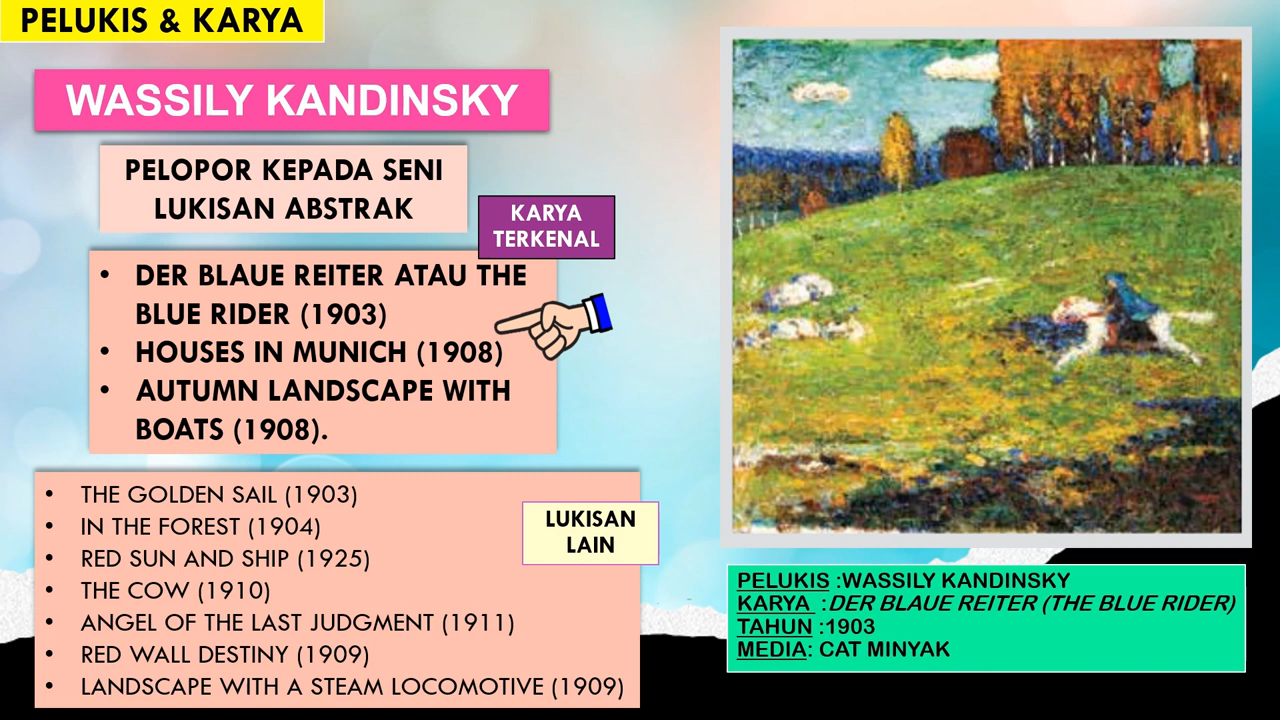 PELUKIS & KARYA
WASSILY KANDINSKY
PELOPOR KEPADA SENI
LUKISAN ABSTRAK
KARYA
TERKENAL
• DER BLAUE REITER ATAU THE
BLUE RIDER (1903)
• HOUSES IN MUNICH (1908)
• AUTUMN LANDSCAPE WITH
BOATS (1908).
LUKISAN
LAIN
• THE GOLDEN SAIL (1903)
• IN THE FOREST (1904)
• RED SUN AND SHIP (1925)
• THE COW (1910)
• ANGEL OF THE LAST JUDGMENT (1911)
• RED WALL DESTINY (1909)
• LANDSCAPE WITH A STEAM LOCOMOTIVE (1909)
PELUKIS :WASSILY KANDINSKY
KARYA :DER BLAUE REITER (THE BLUE RIDER)
TAHUN :1903
MEDIA: CAT MINYAK